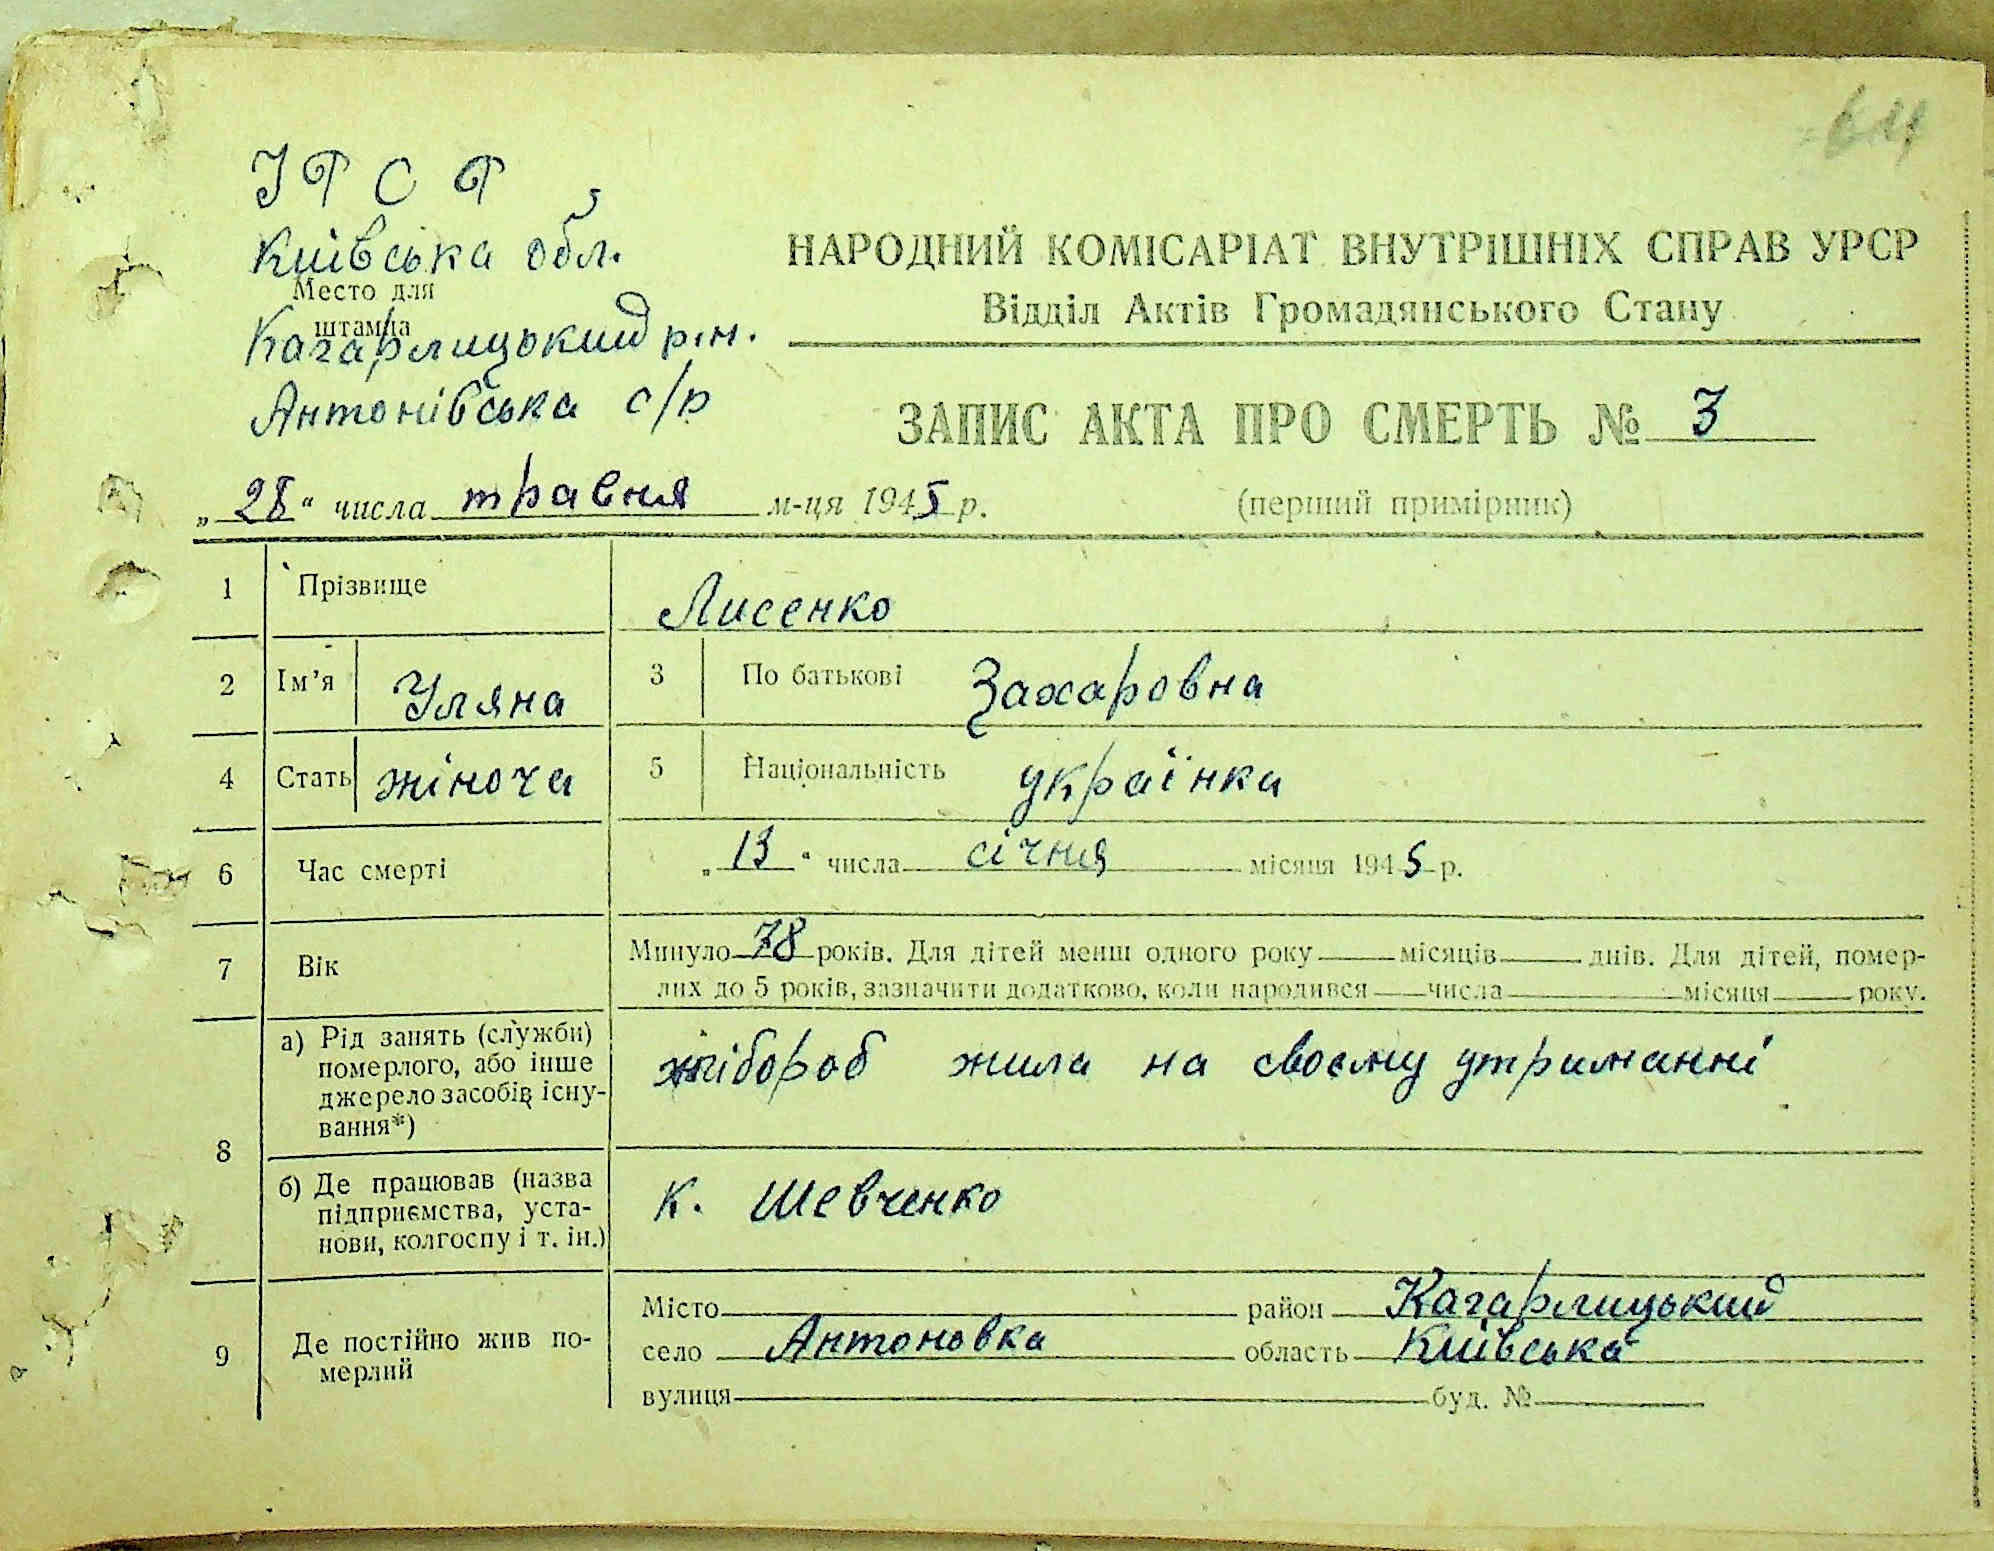 УРСР
Київська обл.
Место для
штампа
Кагарлицький р.н.
Антонівська с/р
НАРОДНИЙ КОМІСАРІАТ ВНУТРІШНІХ СПРАВ УРСР
Відділ Актів Громадянського Стану
ЗАПИС АКТА ПРО СМЕРТЬ № 3
„28“ числа травня м-ця 1945 р.
(перший примірник)
1 Прізвище Лисенко
2 Ім’я Уляна 3 По батькові Захаровна
4 Стать жіноча 5 Національність українка
6 Час смерті „13“ числа січня місяця 1945 р.
7 Вік Минуло 78 років. Для дітей менш одного року місяців днів. Для дітей, помер-
лих до 5 років, зазначити додатково, коли народився числа місяця року.
8 а) Рід занять (служби)
померлого, або інше
джерело засобів існу-
вання*)
хлібороб жила на своєму утриманні
б) Де працював (назва
підприємства, уста-
нови, колгоспу і т. ін.)
К. Шевченко
9 Де постійно жив по-
мерлий
Місто район Кагарлицький
село Антоновка область Київська
вулиця буд. №